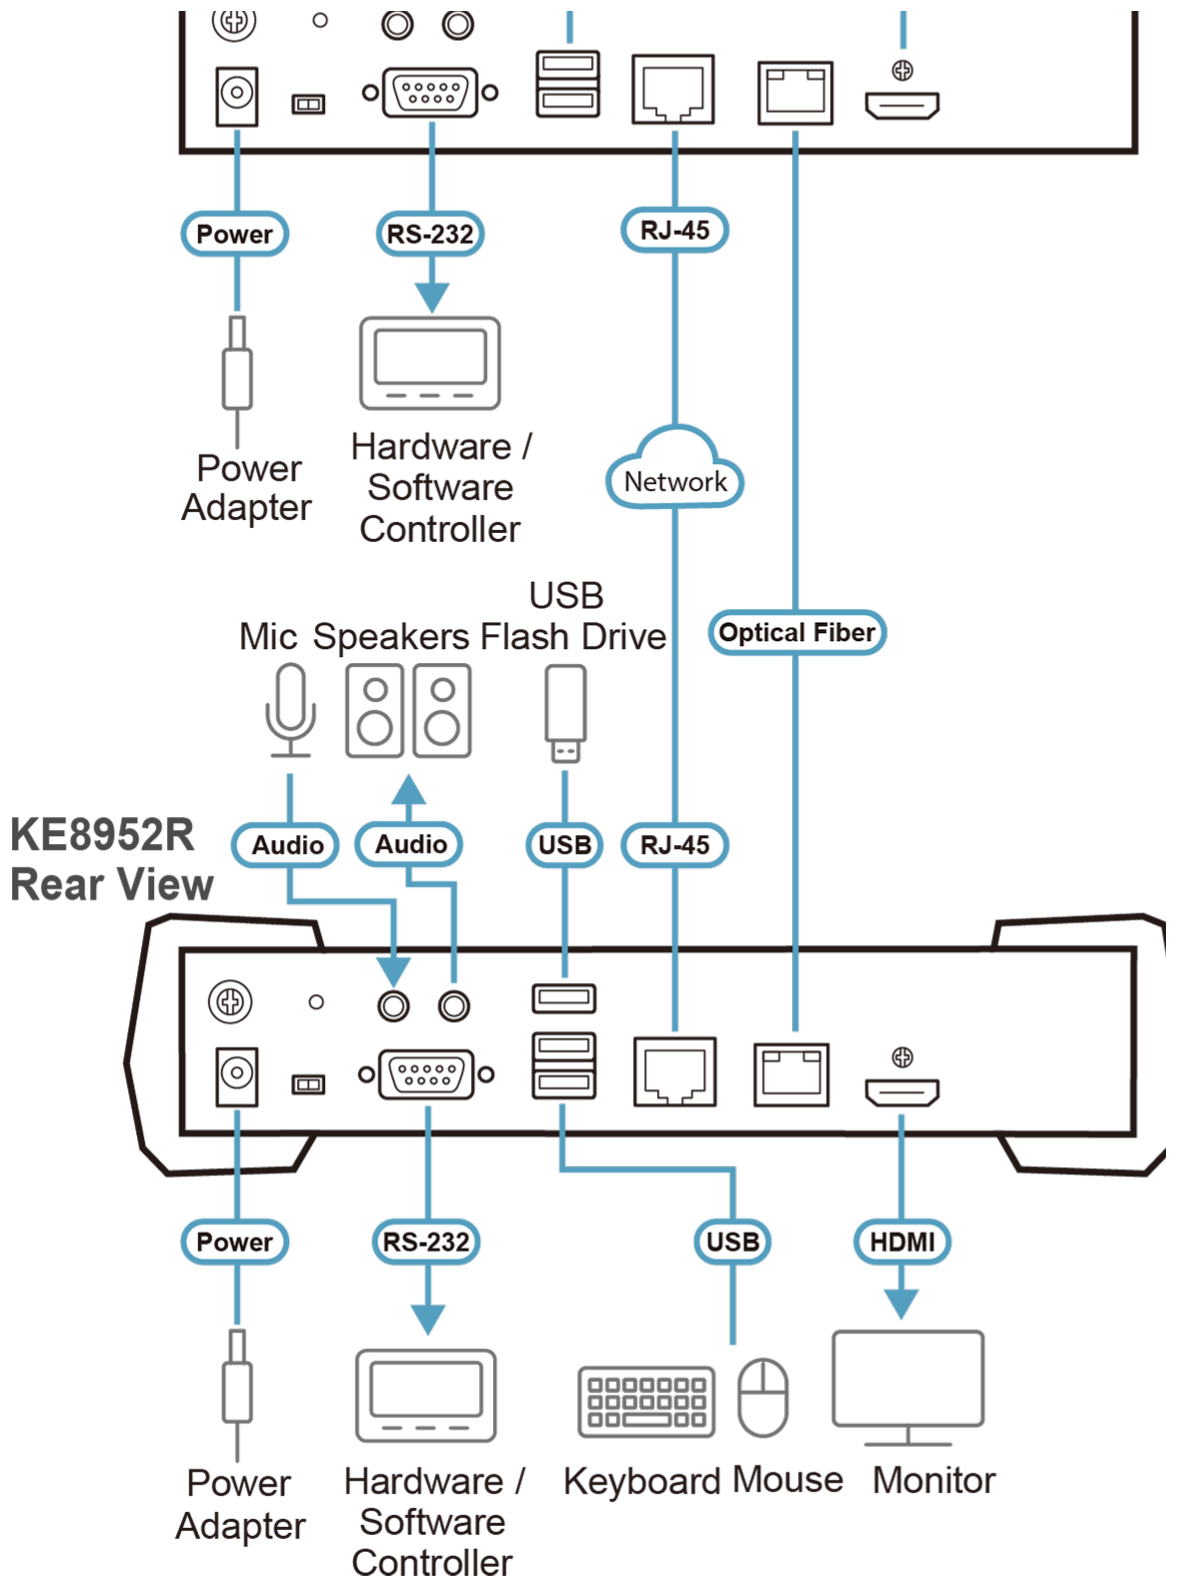 Power
RS-232
RJ-45
Power
Adapter
Hardware /
Software
Controller
Network
USB
Mic Speakers Flash Drive
Optical Fiber
KE8952R
Rear View
Audio
Audio
USB
RJ-45
Power
RS-232
USB
HDMI
Power
Adapter
Hardware /
Software
Controller
Keyboard Mouse Monitor